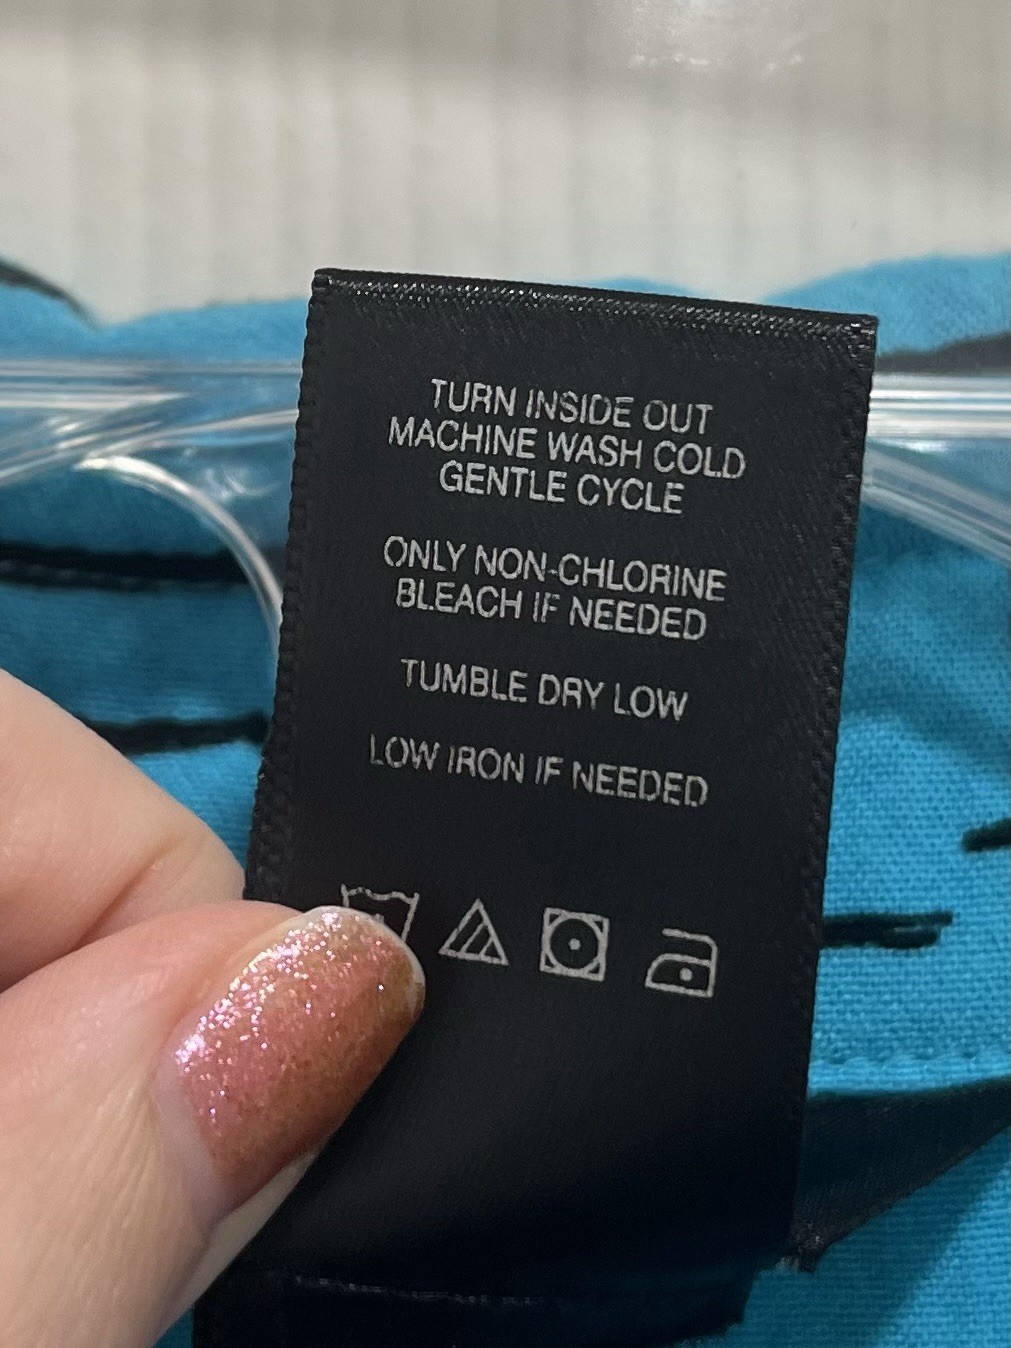 TURN INSIDE OUT
MACHINE WASH COLD
GENTLE CYCLE
ONLY NON-CHLORINE
BLEACH IF NEEDED
TUMBLE DRY LOW
LOW IRON IF NEEDED